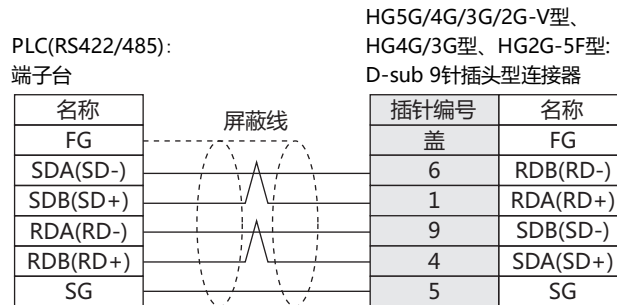 HG5G/4G/3G/2G-V型、
PLC(RS422/485):
HG4G/3G型、HG2G-5F型:
端子台
D-sub 9针插头型连接器
名称
屏蔽线
插针编号 名称
FG 盖 FG
SDA(SD-) 6 RDB(RD-)
SDB(SD+) 1 RDA(RD+)
RDA(RD-) 9 SDB(SD-)
RDB(RD+) 4 SDA(SD+)
SG 5 SG